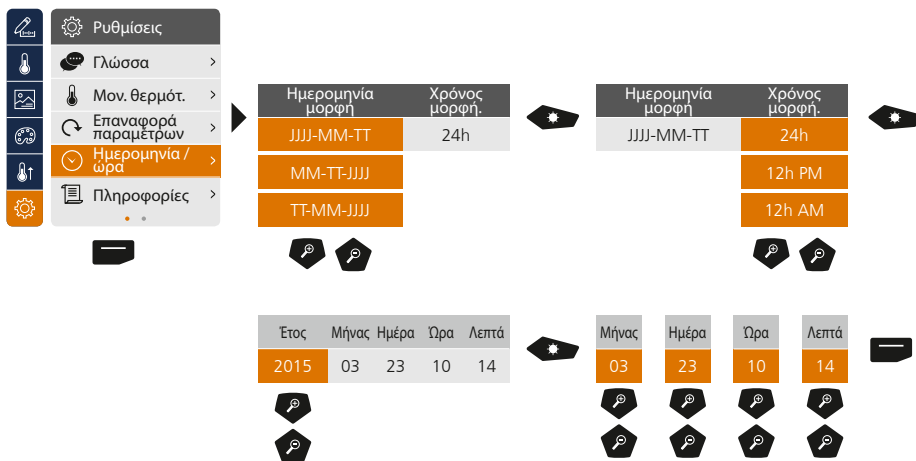 Ρυθμίσεις
Γλώσσα
Μον. θερμότ.
Επαναφορά
παραμέτρων
Ημερομηνία /
ώρα
Πληροφορίες
Ημερομηνία
μορφή
Χρόνος
μορφή.
JJJJ-MM-TT
24h
MM-TT-JJJJ
TT-MM-JJJJ
Ημερομηνία
μορφή
Χρόνος
μορφή.
JJJJ-MM-TT
24h
12h PM
12h AM
Έτος Μήνας Ημέρα Ώρα Λεπτά
2015 03 23 10 14
Μήνας Ημέρα Ώρα Λεπτά
03 23 10 14